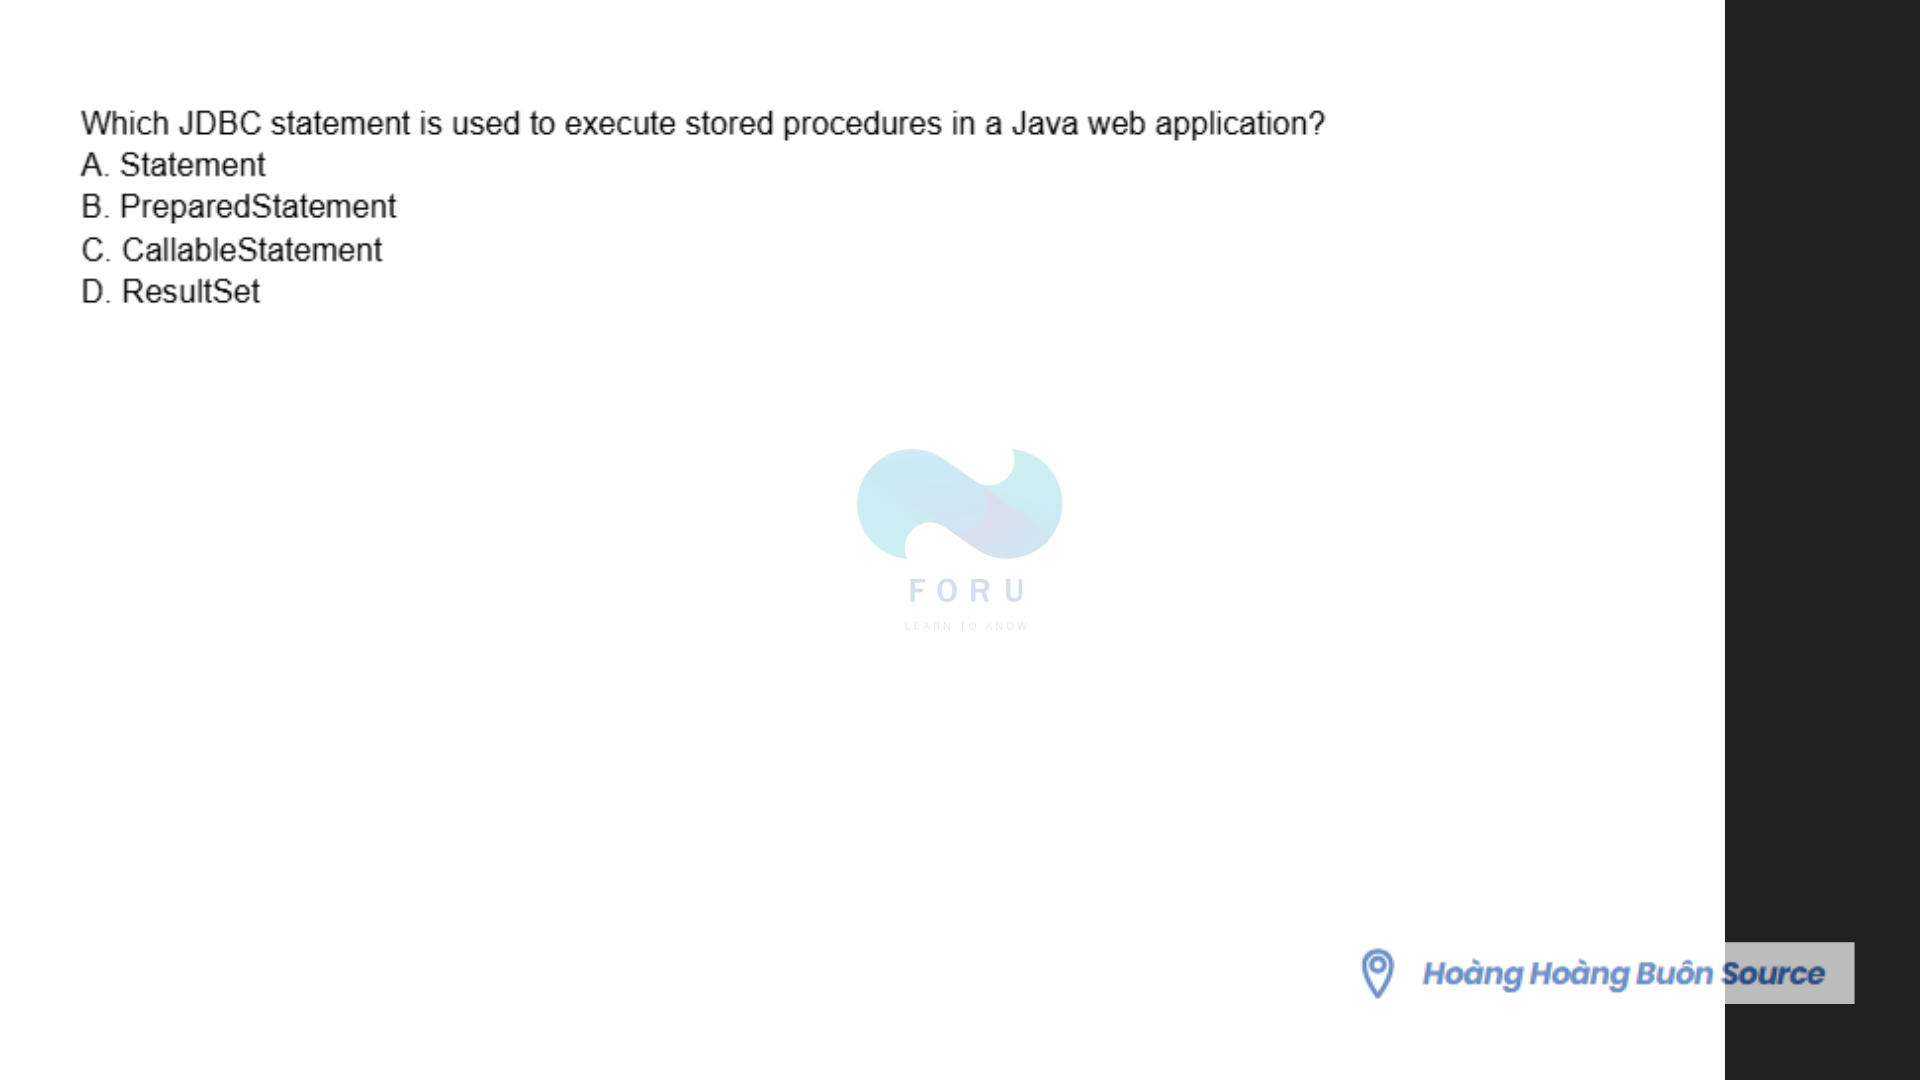 Which JDBC statement is used to execute stored procedures in a Java web application?
A. Statement
B. PreparedStatement
C. CallableStatement
D. ResultSet
FORU
LEARN TO KNOW
Hoàng Hoàng Buôn Source